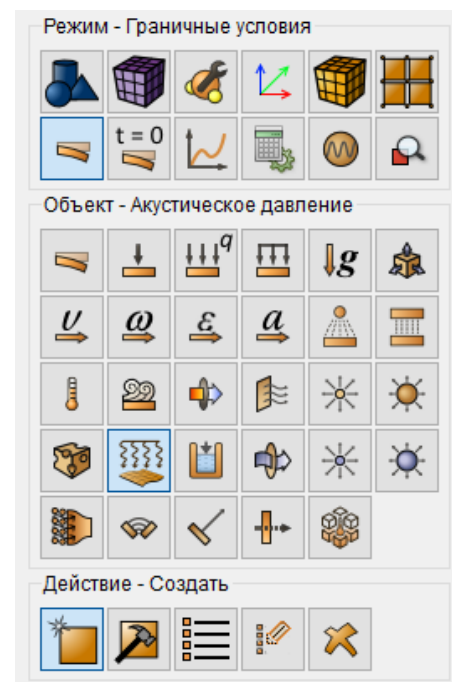 Режим - Граничные условия
t = 0
Объект - Акустическое давление
q
g
υ ω ε a
Действие - Создать